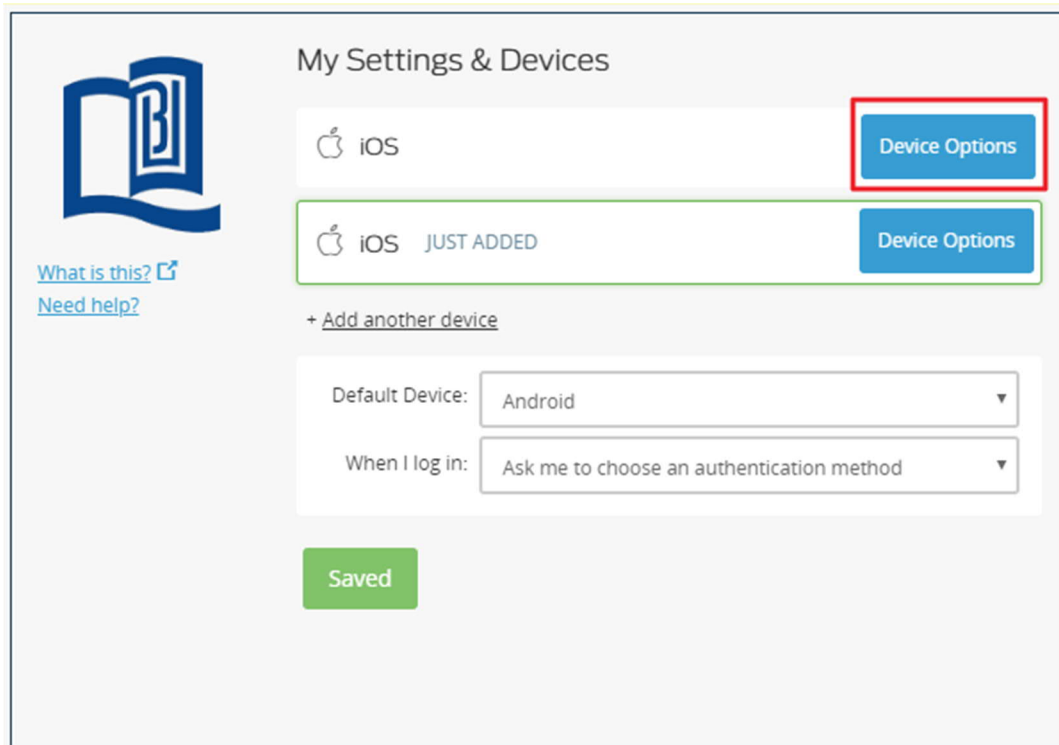 My Settings & Devices
iOS
Device Options
iOS JUST ADDED
Device Options
What is this?
Need help?
+ Add another device
Default Device: Android
When I log in: Ask me to choose an authentication method
Saved